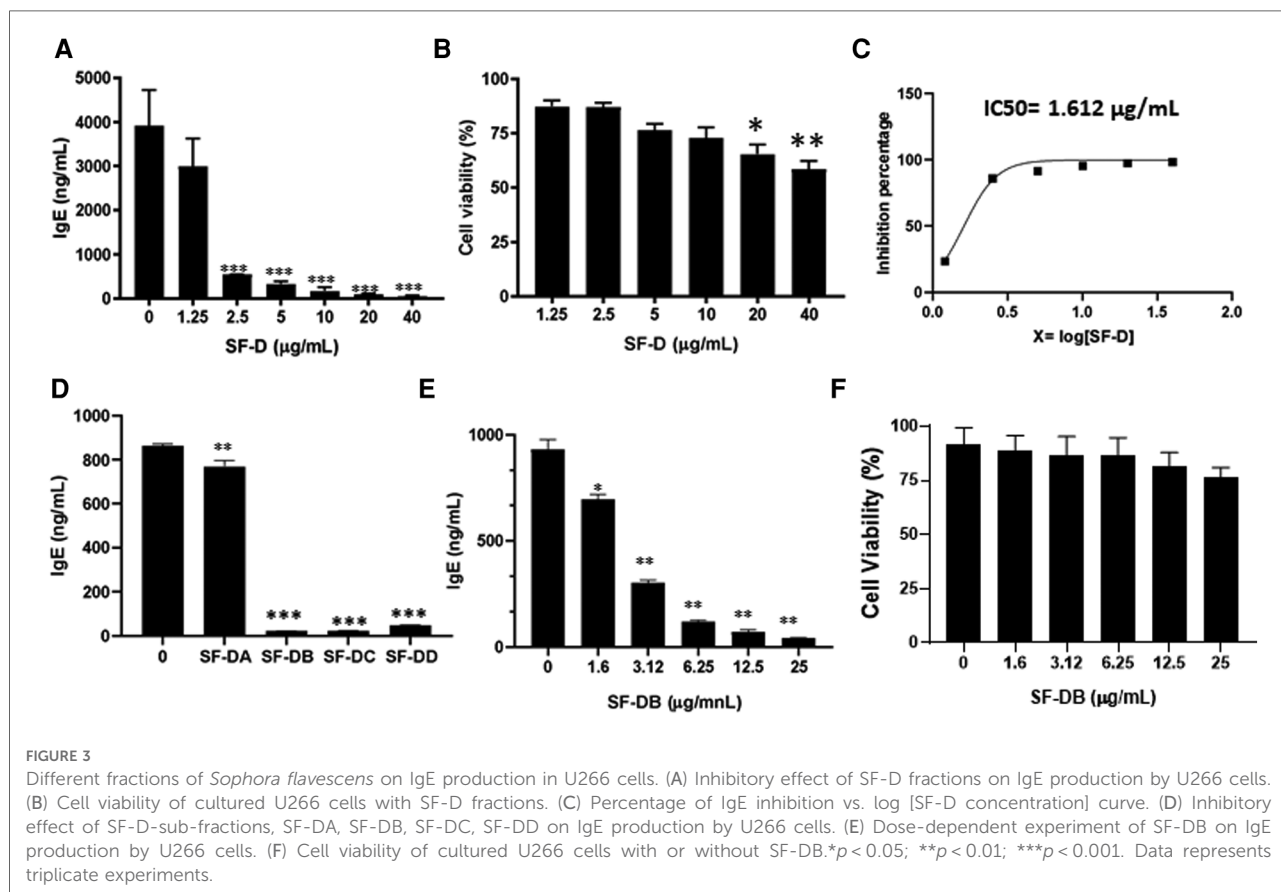 A
5000
4000
3000
2000
1000
0
IgE (ng/mL)
*** *** *** *** ***
0 1.25 2.5 5 10 20 40
SF-D (μg/mL)
B
100
75
50
25
0
Cell viability (%)
* **
1.25 2.5 5 10 20 40
SF-D (μg/mL)
C
150
100
50
0
Inhibition percentage
IC50= 1.612 μg/mL
0.0 0.5 1.0 1.5 2.0
X= log[SF-D]
D
1000
800
600
400
200
0
IgE (ng/mL)
** *** *** ***
0 SF-DA SF-DB SF-DC SF-DD
E
1000
500
0
IgE (ng/mL)
* ** ** ** **
0 1.6 3.12 6.25 12.5 25
SF-DB (μg/mnL)
F
100
75
50
25
0
Cell Viability (%)
0 1.6 3.12 6.25 12.5 25
SF-DB (μg/mL)
FIGURE 3
Different fractions of Sophora flavescens on IgE production in U266 cells. (A) Inhibitory effect of SF-D fractions on IgE production by U266 cells.
(B) Cell viability of cultured U266 cells with SF-D fractions. (C) Percentage of IgE inhibition vs. log [SF-D concentration] curve. (D) Inhibitory
effect of SF-D-sub-fractions, SF-DA, SF-DB, SF-DC, SF-DD on IgE production by U266 cells. (E) Dose-dependent experiment of SF-DB on IgE
production by U266 cells. (F) Cell viability of cultured U266 cells with or without SF-DB.*p < 0.05; **p < 0.01; ***p < 0.001. Data represents
triplicate experiments.